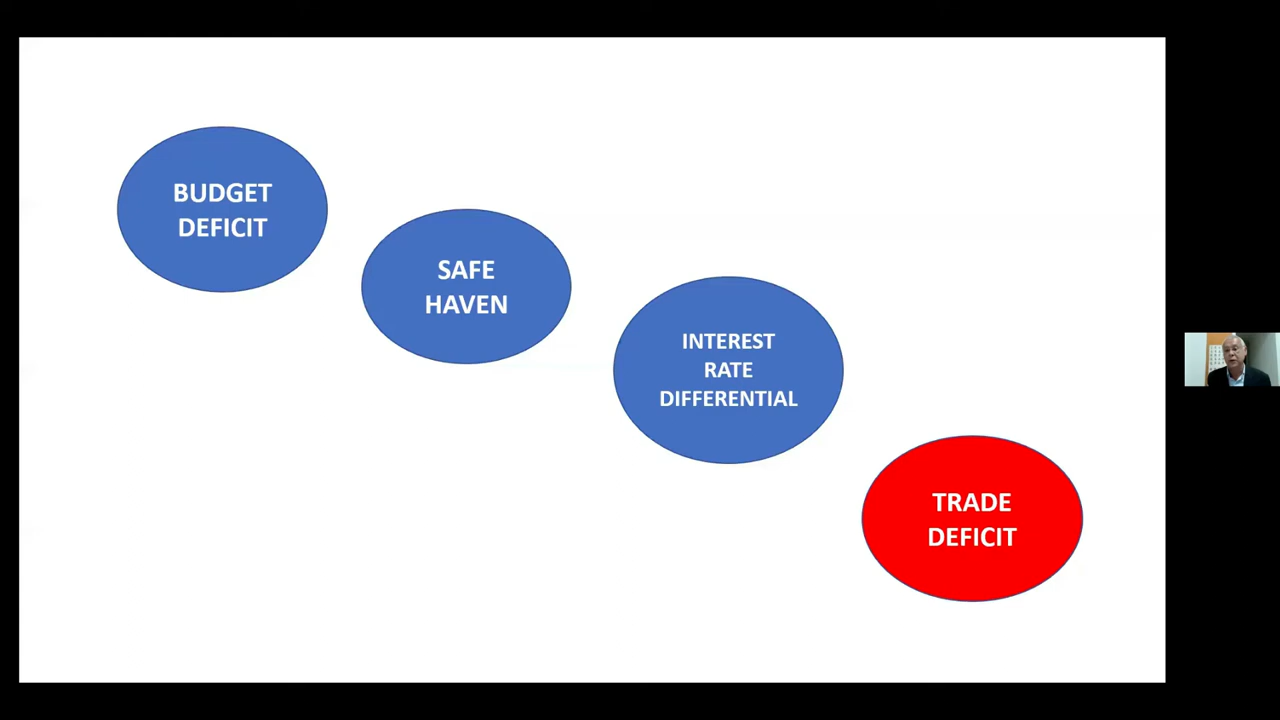 BUDGET
DEFICIT
SAFE
HAVEN
INTEREST
RATE
DIFFERENTIAL
TRADE
DEFICIT